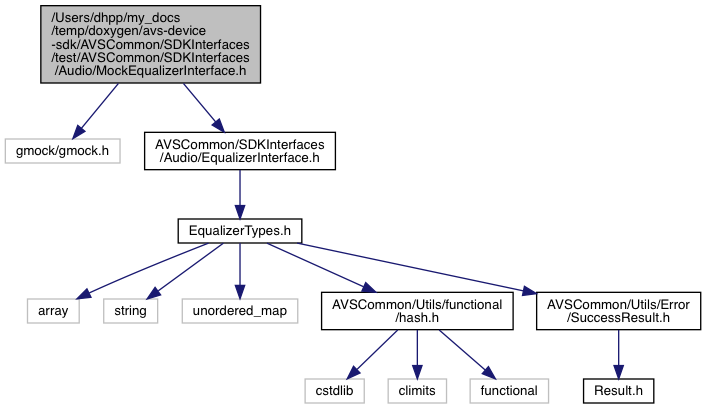 /Users/dhpp/my_docs
/temp/doxygen/avs-device
-sdk/AVSCommon/SDKInterfaces
/test/AVSCommon/SDKInterfaces
/Audio/MockEqualizerInterface.h
gmock/gmock.h
AVSCommon/SDKInterfaces
/Audio/EqualizerInterface.h
EqualizerTypes.h
array
string
unordered_map
AVSCommon/Utils/functional
/hash.h
AVSCommon/Utils/Error
/SuccessResult.h
cstdlib
climits
functional
Result.h